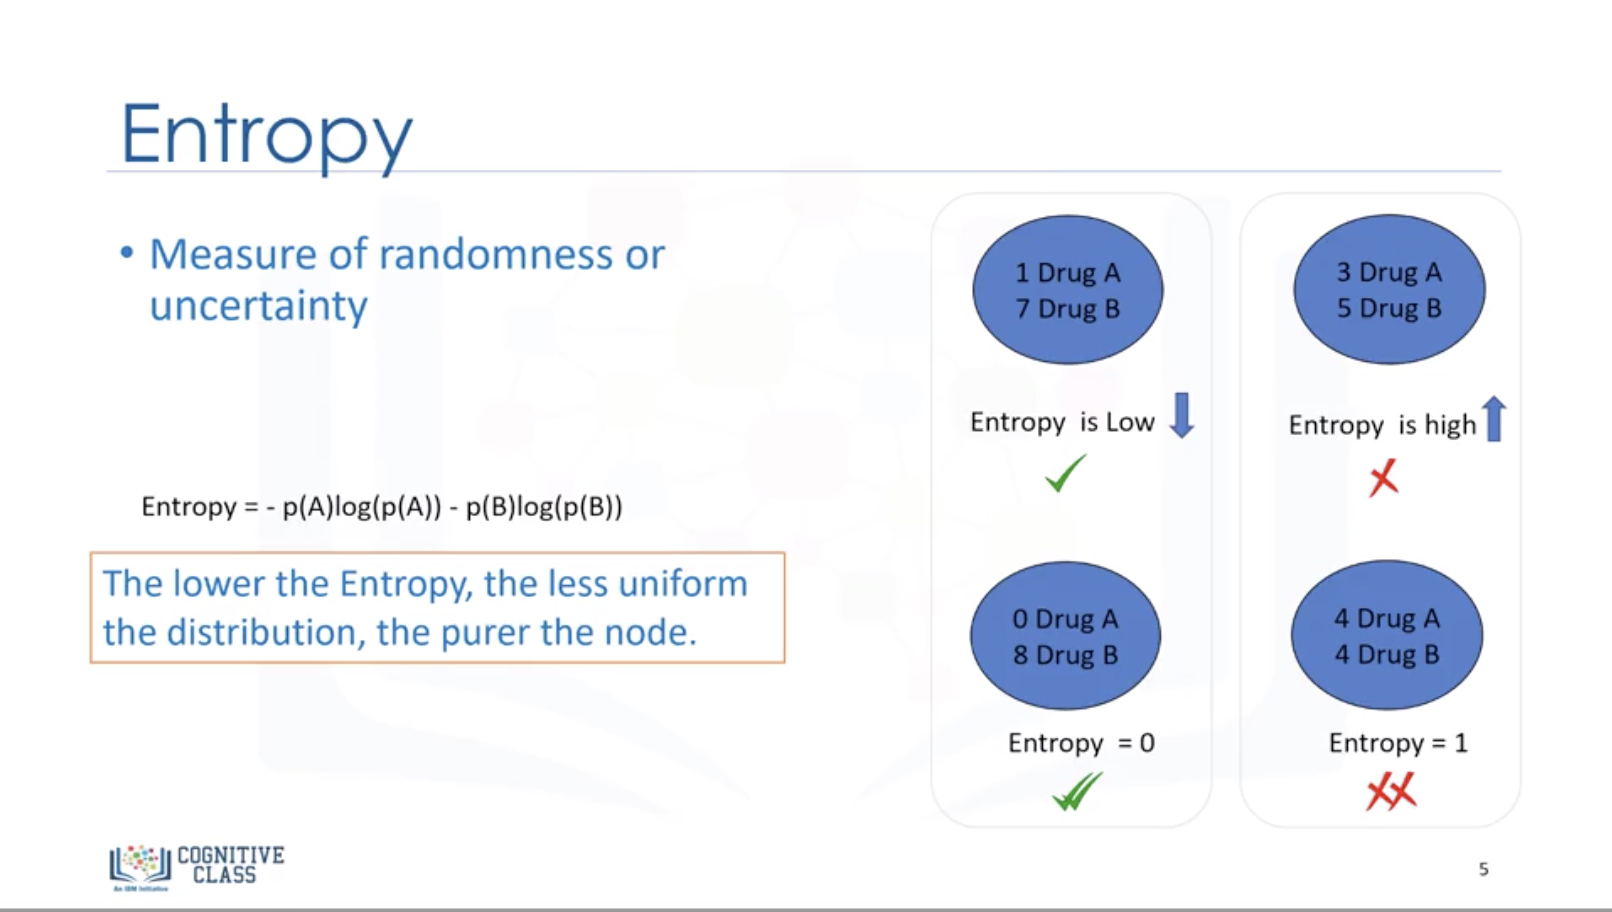 Entropy
• Measure of randomness or
uncertainty
Entropy = - p(A)log(p(A)) - p(B)log(p(B))
The lower the Entropy, the less uniform
the distribution, the purer the node.
1 Drug A
7 Drug B
Entropy is Low
0 Drug A
8 Drug B
Entropy = 0
3 Drug A
5 Drug B
Entropy is high
4 Drug A
4 Drug B
Entropy = 1
COGNITIVE
CLASS
An IBM Initiative
5